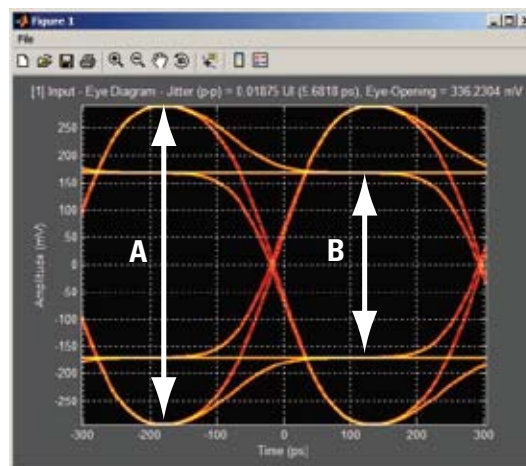 Figure 1
File
[1] Input - Eye Diagram - Jitter (p-p) = 0.01875 UI (5.6818 ps), Eye-Opening = 336.2304 mV
250
200
150
100
50
0
-50
-100
-150
-200
-250
Amplitude (mV)
A
B
-300
-200
-100
0
100
200
300
Time (ps)